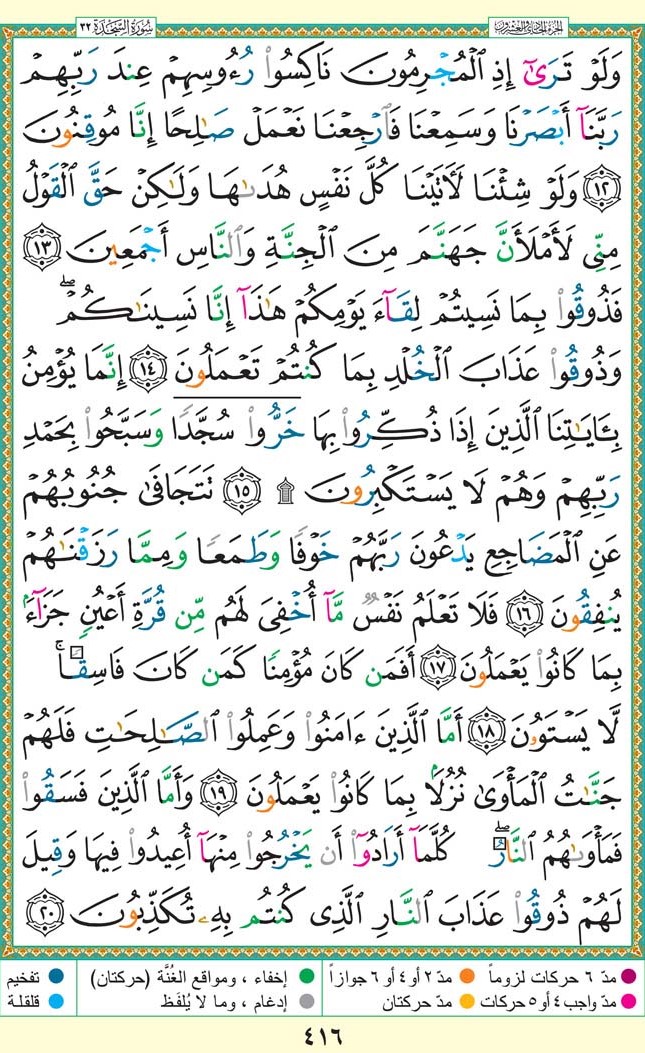 سُورَةُ السَّجْدَةِ ٣٢
الجزء الحادي والعشرون
وَلَوْ تَرَىٰٓ إِذِ ٱلْمُجْرِمُونَ نَاكِسُوا۟ رُءُوسِهِمْ عِندَ رَبِّهِمْ
رَبَّنَآ أَبْصَرْنَا وَسَمِعْنَا فَٱرْجِعْنَا نَعْمَلْ صَـٰلِحًا إِنَّا مُوقِنُونَ
١٢ وَلَوْ شِئْنَا لَـَٔاتَيْنَا كُلَّ نَفْسٍ هُدَىٰهَا وَلَـٰكِنْ حَقَّ ٱلْقَوْلُ
مِنِّى لَأَمْلَأَنَّ جَهَنَّمَ مِنَ ٱلْجِنَّةِ وَٱلنَّاسِ أَجْمَعِينَ ١٣
فَذُوقُوا۟ بِمَا نَسِيتُمْ لِقَآءَ يَوْمِكُمْ هَـٰذَآ إِنَّا نَسِينَـٰكُمْ ۖ
وَذُوقُوا۟ عَذَابَ ٱلْخُلْدِ بِمَا كُنتُمْ تَعْمَلُونَ ١٤ إِنَّمَا يُؤْمِنُ
بِـَٔايَـٰتِنَا ٱلَّذِينَ إِذَا ذُكِّرُوا۟ بِهَا خَرُّوا۟ سُجَّدًا وَسَبَّحُوا۟ بِحَمْدِ
رَبِّهِمْ وَهُمْ لَا يَسْتَكْبِرُونَ ۩ ١٥ تَتَجَافَىٰ جُنُوبُهُمْ
عَنِ ٱلْمَضَاجِعِ يَدْعُونَ رَبَّهُمْ خَوْفًا وَطَمَعًا وَمِمَّا رَزَقْنَـٰهُمْ
يُنفِقُونَ ١٦ فَلَا تَعْلَمُ نَفْسٌ مَّآ أُخْفِىَ لَهُم مِّن قُرَّةِ أَعْيُنٍ جَزَآءًۢ
بِمَا كَانُوا۟ يَعْمَلُونَ ١٧ أَفَمَن كَانَ مُؤْمِنًا كَمَن كَانَ فَاسِقًا ۚ
لَّا يَسْتَوُۥنَ ١٨ أَمَّا ٱلَّذِينَ ءَامَنُوا۟ وَعَمِلُوا۟ ٱلصَّـٰلِحَـٰتِ فَلَهُمْ
جَنَّـٰتُ ٱلْمَأْوَىٰ نُزُلًۢا بِمَا كَانُوا۟ يَعْمَلُونَ ١٩ وَأَمَّا ٱلَّذِينَ فَسَقُوا۟
فَمَأْوَىٰهُمُ ٱلنَّارُ ۖ كُلَّمَآ أَرَادُوٓا۟ أَن يَخْرُجُوا۟ مِنْهَآ أُعِيدُوا۟ فِيهَا وَقِيلَ
لَهُمْ ذُوقُوا۟ عَذَابَ ٱلنَّارِ ٱلَّذِى كُنتُم بِهِۦ تُكَذِّبُونَ ٢٠
مدّ ٦ حركات لزوماً مدّ ٢ أو ٤ أو ٦ جوازاً إخفاء ، ومواقع الغُنَّة (حركتان) تفخيم
مدّ واجب ٤ أو ٥ حركات مدّ حركتان إدغام ، وما لا يُلفَظ قلقلة
٤١٦